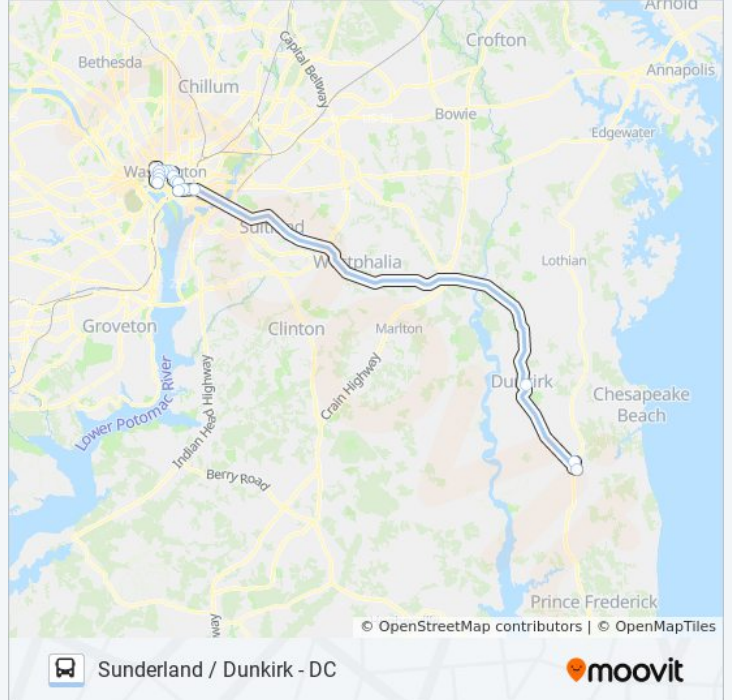 Arnold
Crofton
Bethesda
Capital Beltway
Annapolis
Chillum
Bowie
Edgewater
Washington
Suitland
Westphalia
Lothian
Groveton
Clinton
Marlton
Lower Potomac River
Indian Head Highway
Crain Highway
Dunkirk
Chesapeake
Beach
Berry Road
Prince Frederick
way
© OpenStreetMap contributors | © OpenMapTiles
Sunderland / Dunkirk - DC
moovit